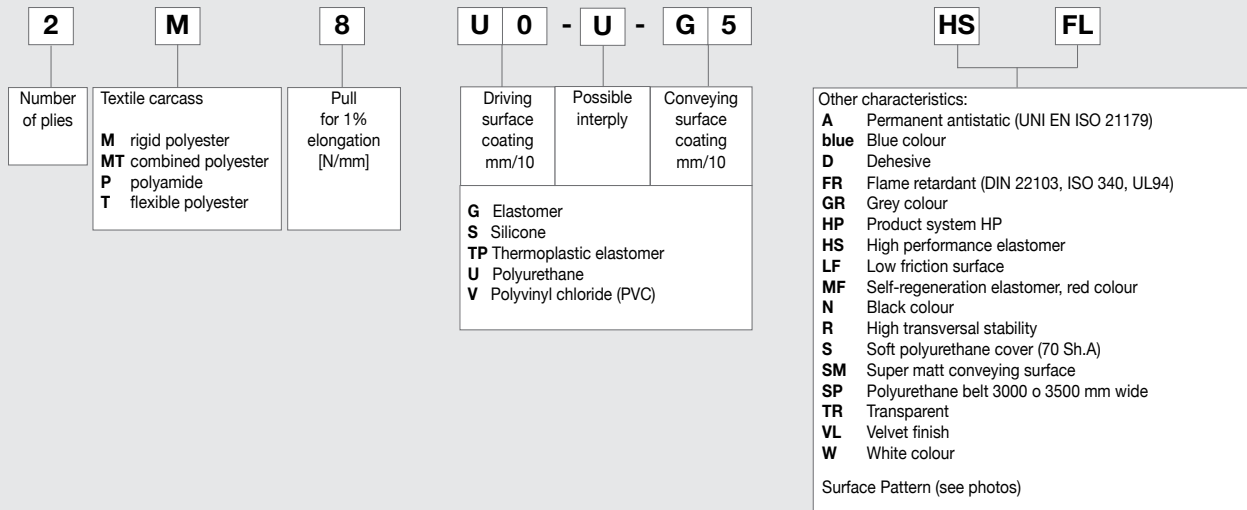 2 M 8 U 0 - U - G 5 HS FL
Number
of plies
Textile carcass
M rigid polyester
MT combined polyester
P polyamide
T flexible polyester
Pull
for 1%
elongation
[N/mm]
Driving
surface
coating
mm/10
Possible
interply
Conveying
surface
coating
mm/10
G Elastomer
S Silicone
TP Thermoplastic elastomer
U Polyurethane
V Polyvinyl chloride (PVC)
Other characteristics:
A Permanent antistatic (UNI EN ISO 21179)
blue Blue colour
D Dehesive
FR Flame retardant (DIN 22103, ISO 340, UL94)
GR Grey colour
HP Product system HP
HS High performance elastomer
LF Low friction surface
MF Self-regeneration elastomer, red colour
N Black colour
R High transversal stability
S Soft polyurethane cover (70 Sh.A)
SM Super matt conveying surface
SP Polyurethane belt 3000 o 3500 mm wide
TR Transparent
VL Velvet finish
W White colour
Surface Pattern (see photos)